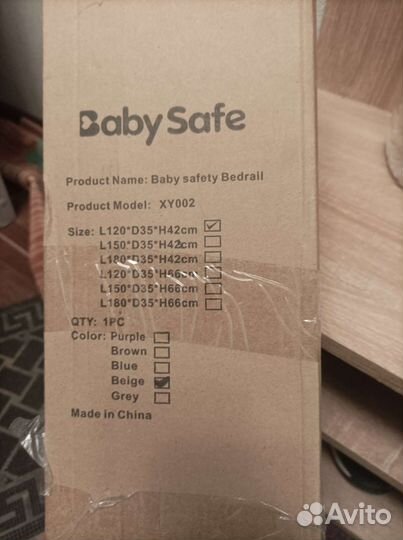 Baby Safe
Product Name: Baby safety Bedrail
Product Model: XY002
Size: L120*D35*H42cm
L150*D35*H42cm
L180*D35*H42cm
L120*D35*H66cm
L150*D35*H66cm
L180*D35*H66cm
QTY: 1PC
Color: Purple
Brown
Blue
Beige
Grey
Made in China
Avito